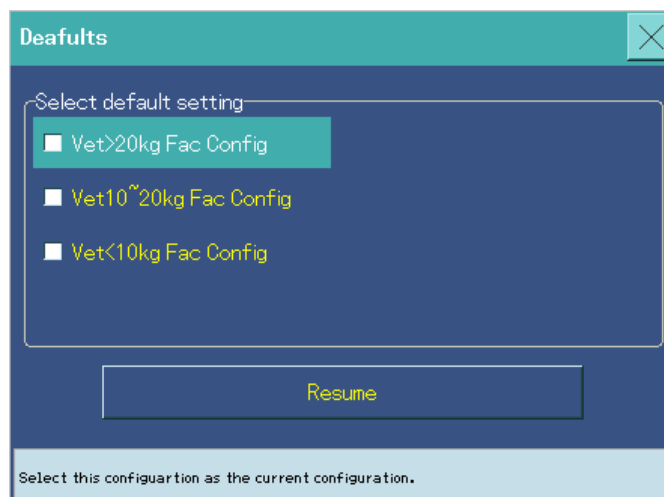 Deafults
Select default setting
Vet>20kg Fac Config
Vet10~20kg Fac Config
Vet<10kg Fac Config
Resume
Select this configuartion as the current configuration.